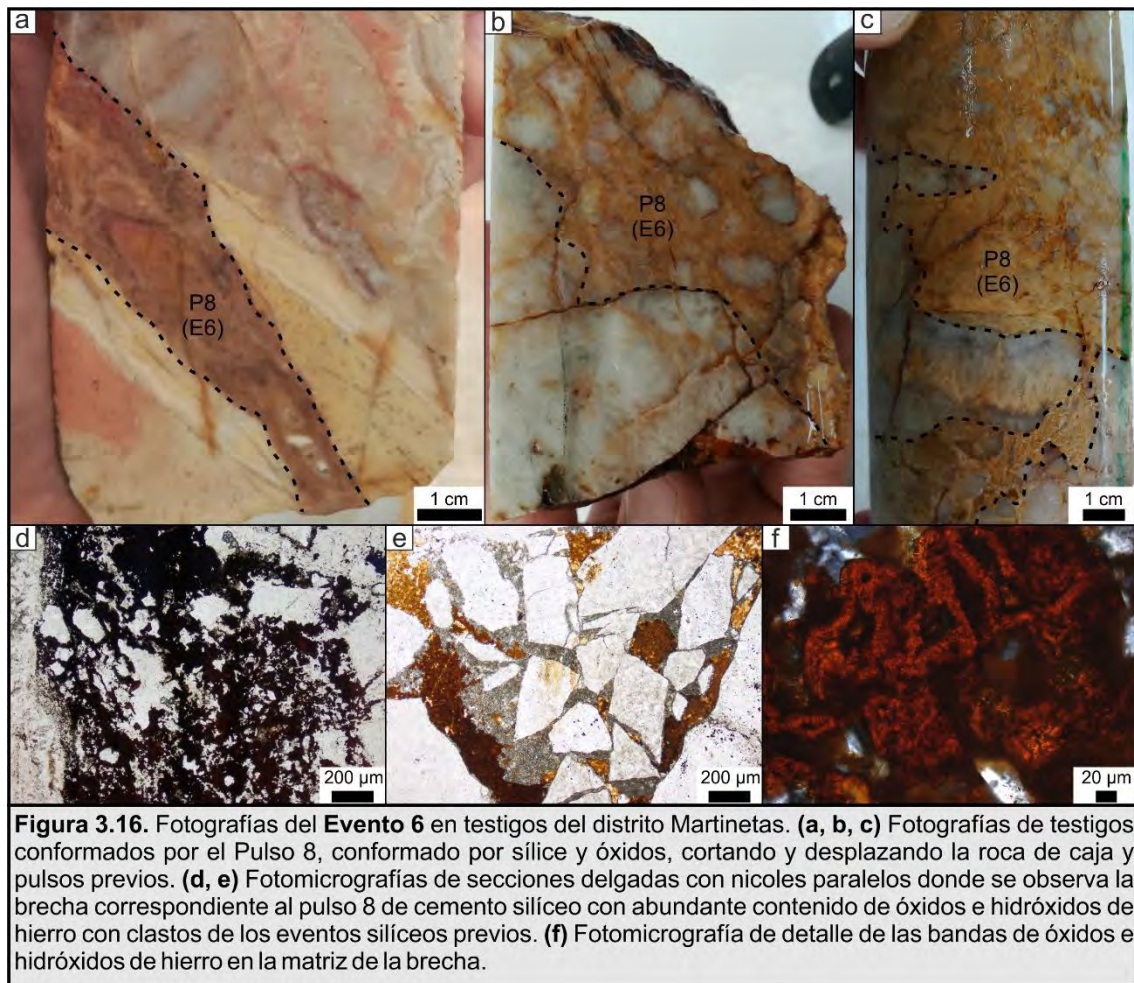 a
b
c
P8
(E6)
P8
(E6)
P8
(E6)
1 cm
1 cm
1 cm
d
e
f
200 µm
200 µm
20 µm
Figura 3.16. Fotografías del Evento 6 en testigos del distrito Martinetas. (a, b, c) Fotografías de testigos
conformados por el Pulso 8, conformado por sílice y óxidos, cortando y desplazando la roca de caja y
pulsos previos. (d, e) Fotomicrografías de secciones delgadas con nicoles paralelos donde se observa la
brecha correspondiente al pulso 8 de cemento silíceo con abundante contenido de óxidos e hidróxidos de
hierro con clastos de los eventos silíceos previos. (f) Fotomicrografía de detalle de las bandas de óxidos e
hidróxidos de hierro en la matriz de la brecha.